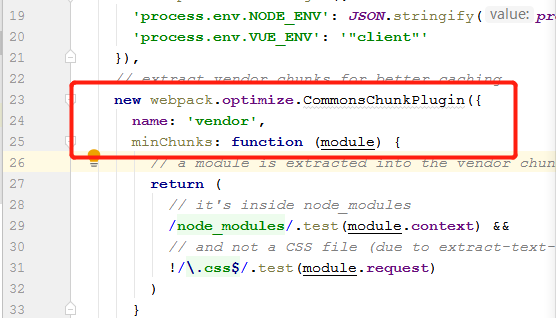 19 'process.env.NODE_ENV': JSON.stringify( value: pr
20 'process.env.VUE_ENV': '"client"'
21 }),
22 // extract vendor chunks for better caching
23 new webpack.optimize.CommonsChunkPlugin({
24 name: 'vendor',
25 minChunks: function (module) {
26 // a module is extracted into the vendor chun
27 return (
28 // it's inside node_modules
29 /node_modules/.test(module.context) &&
30 // and not a CSS file (due to extract-text-
31 !/\.css$/.test(module.request)
32 )
33 }